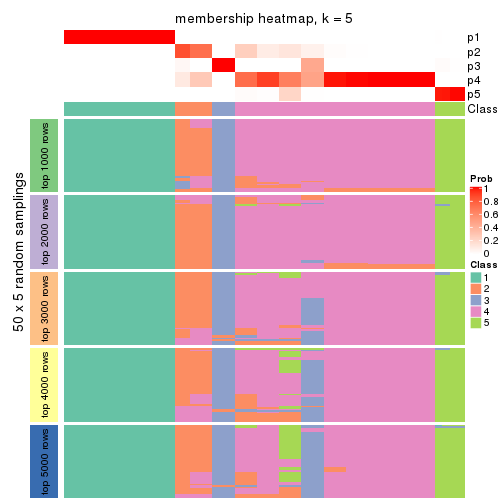 membership heatmap, k = 5
p1
p2
p3
p4
p5
Class
50 x 5 random samplings
top 1000 rows
top 2000 rows
top 3000 rows
top 4000 rows
top 5000 rows
Prob
1
0.8
0.6
0.4
0.2
0
Class
1
2
3
4
5